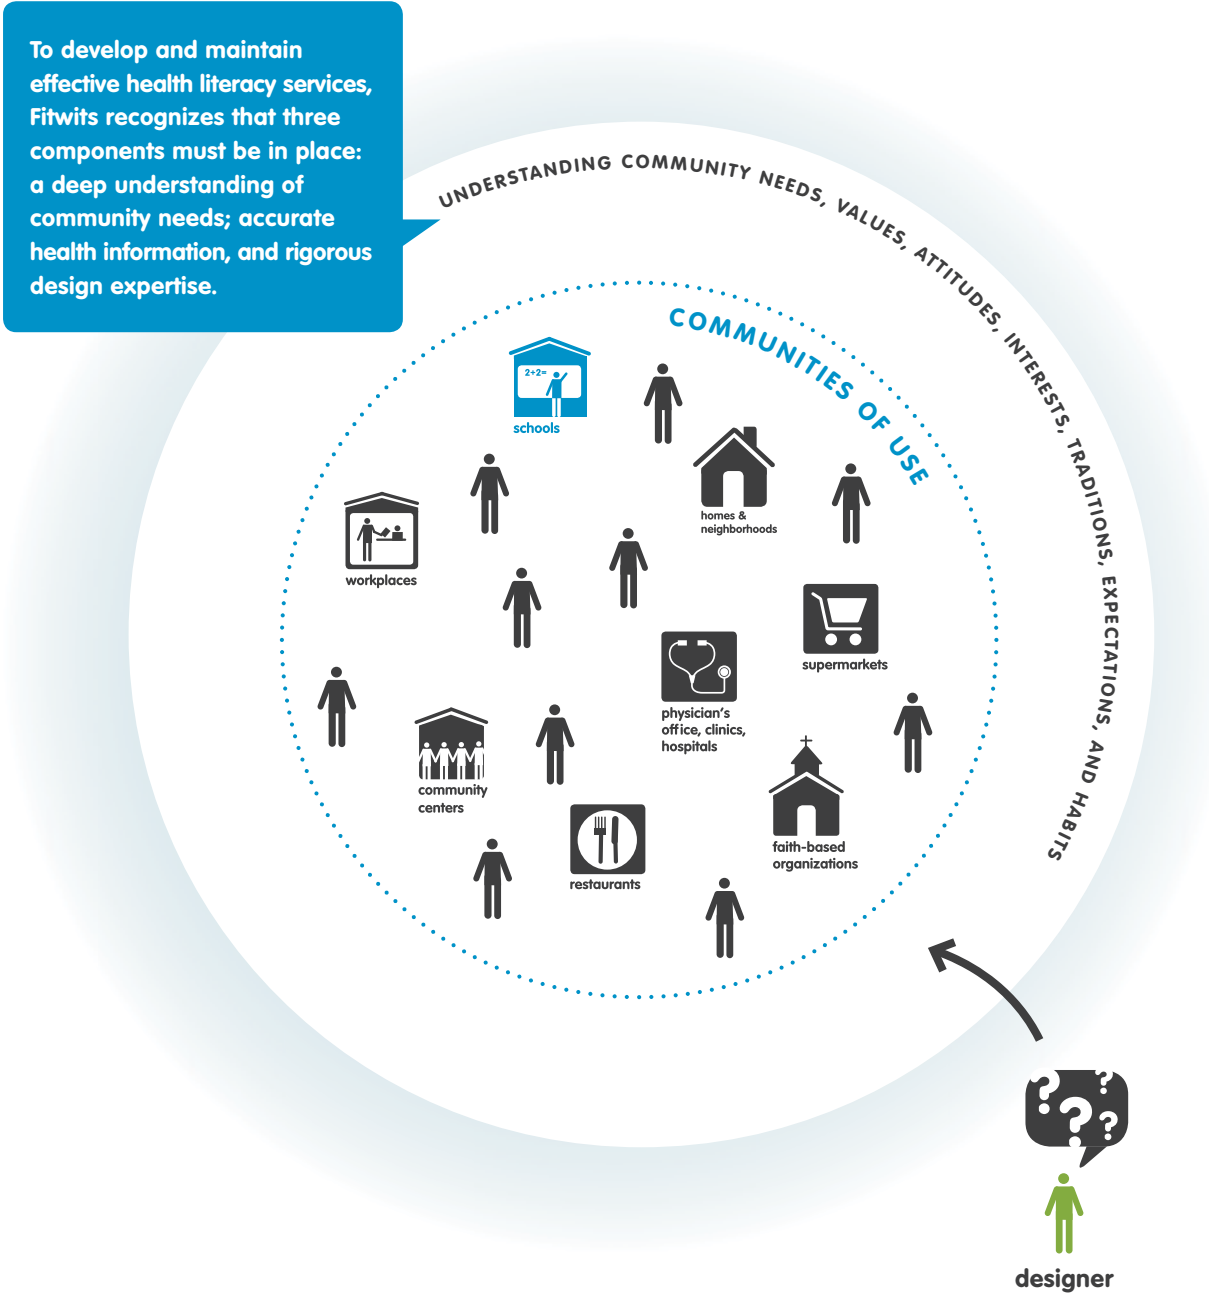 To develop and maintain
effective health literacy services,
Fitwits recognizes that three
components must be in place:
a deep understanding of
community needs; accurate
health information, and rigorous
design expertise.
UNDERSTANDING COMMUNITY NEEDS, VALUES, ATTITUDES, INTERESTS, TRADITIONS, EXPECTATIONS, AND HABITS
COMMUNITIES OF USE
2+2=
schools
homes &
neighborhoods
workplaces
supermarkets
physician's
office, clinics,
hospitals
community
centers
faith-based
organizations
restaurants
? ? ? ?
designer